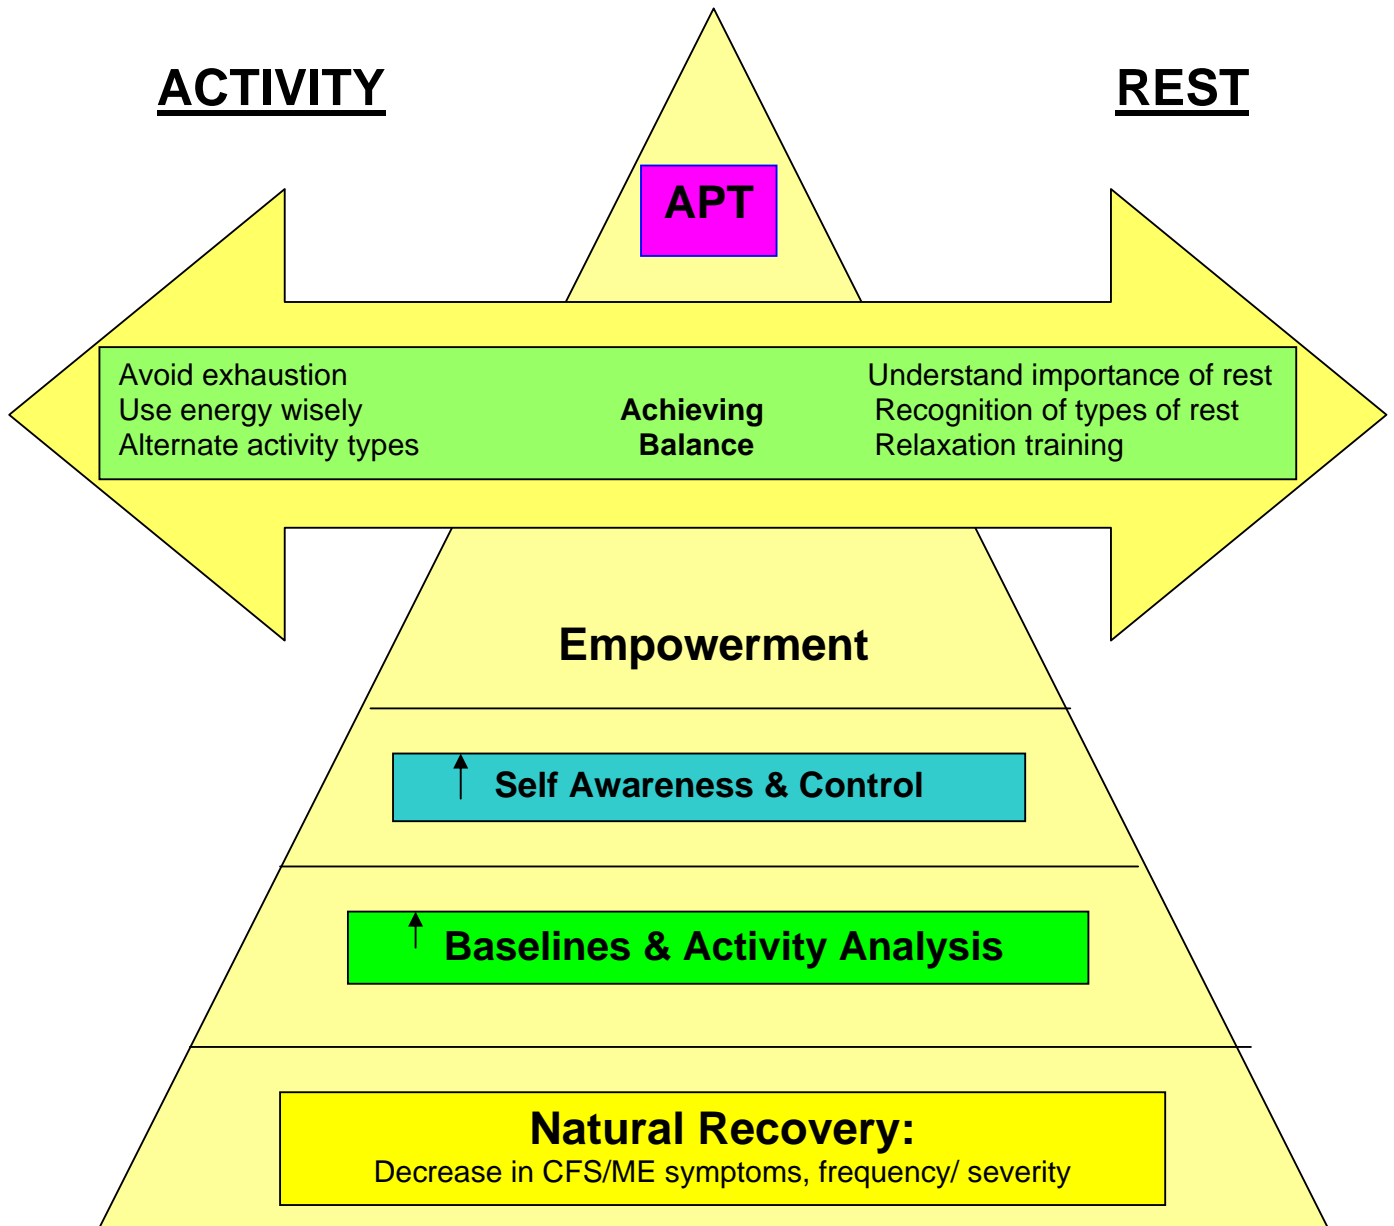 ACTIVITY
REST
APT
Avoid exhaustion
Use energy wisely
Alternate activity types
Achieving
Balance
Understand importance of rest
Recognition of types of rest
Relaxation training
Empowerment
Self Awareness & Control
Baselines & Activity Analysis
Natural Recovery:
Decrease in CFS/ME symptoms, frequency/ severity